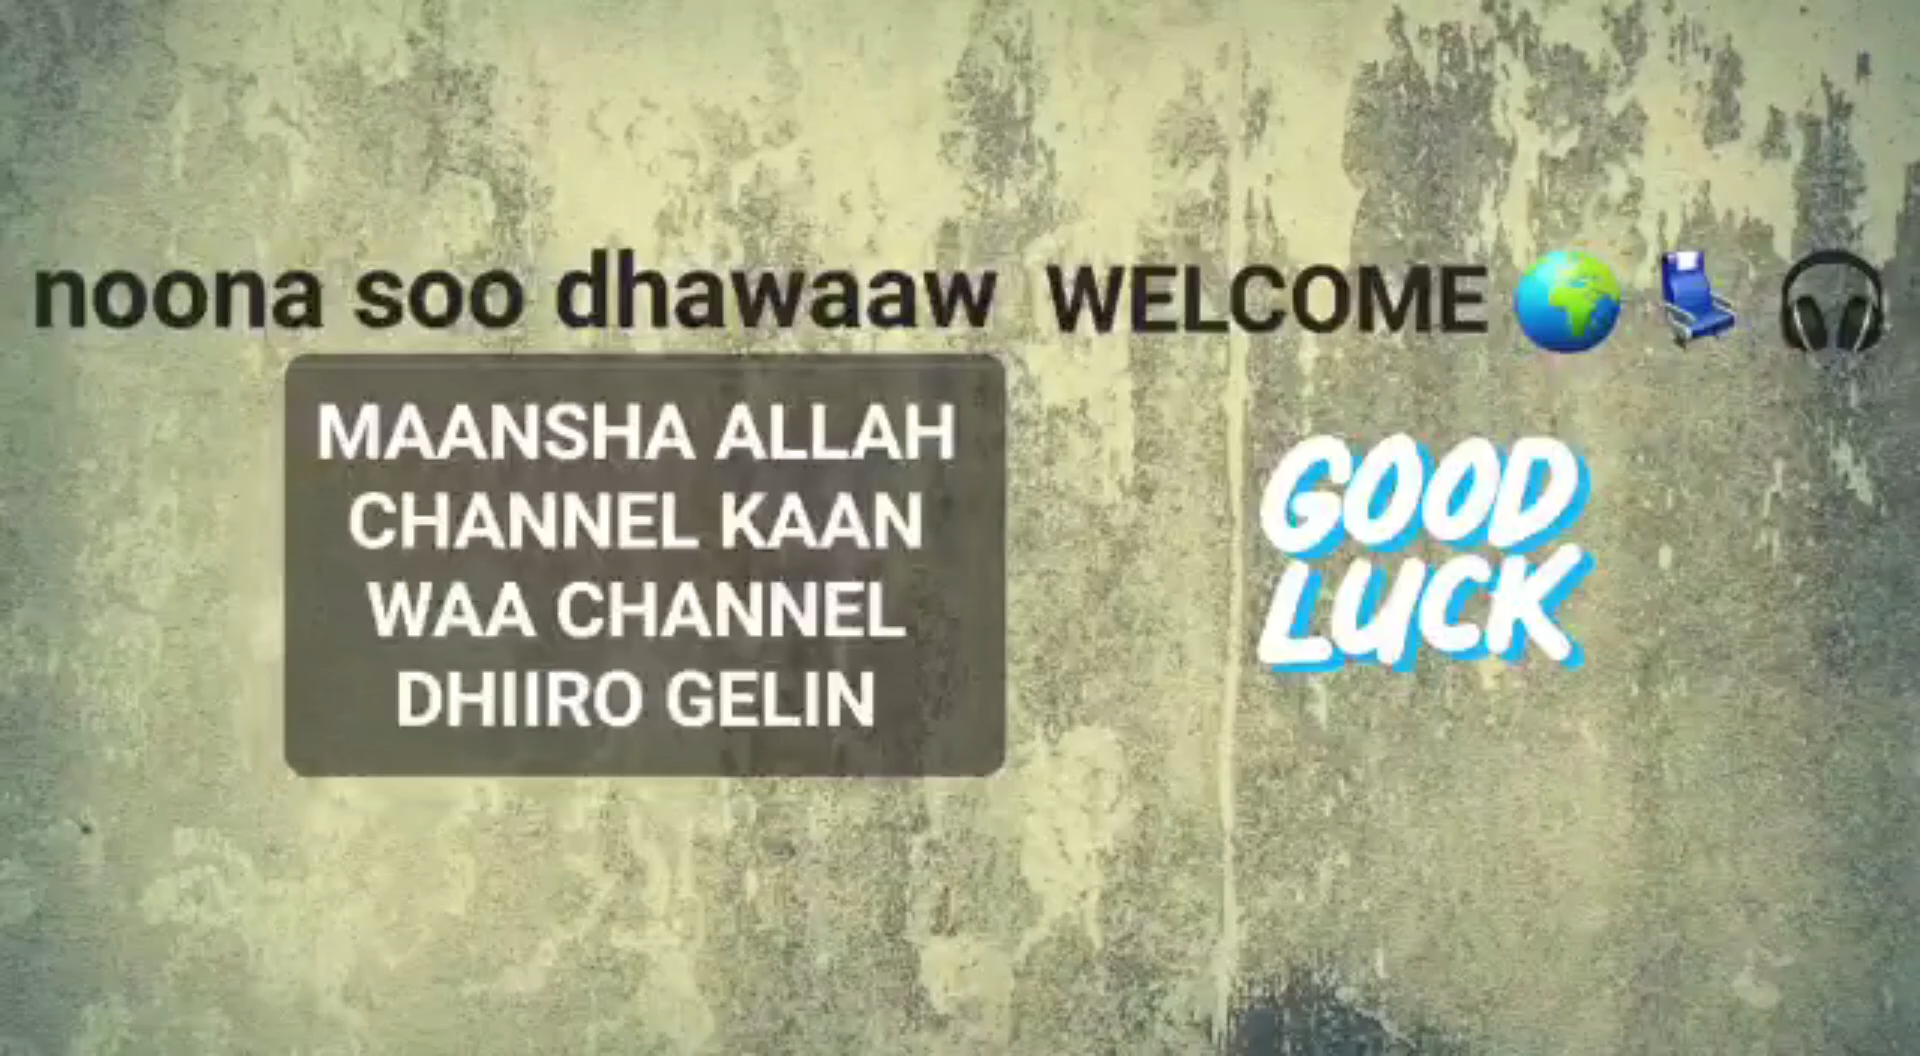 noona soo dhawaaw WELCOME 🌍 💺 🎧
MAANSHA ALLAH
CHANNEL KAAN
WAA CHANNEL
DHIIRO GELIN
GOOD
LUCK